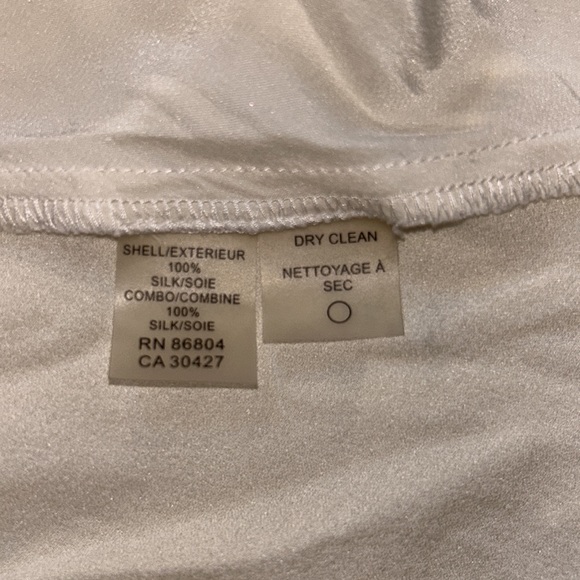 SHELL/EXTERIEUR
100%
SILK/SOIE
COMBO/COMBINE
100%
SILK/SOIE
RN 86804
CA 30427
DRY CLEAN
NETTOYAGE À
SEC